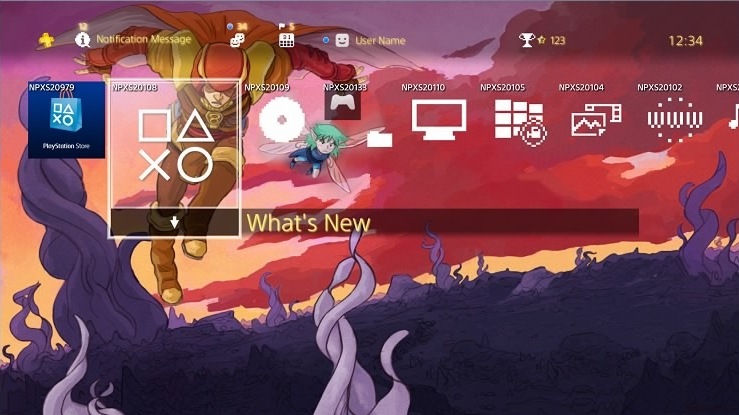 12
Notification Message
34
5
User Name
123
12:34
NPXS20979
NPXS20108
NPXS20109
NPXS20133
NPXS20110
NPXS20105
NPXS20104
NPXS20102
NPXS
PlayStation Store
What's New